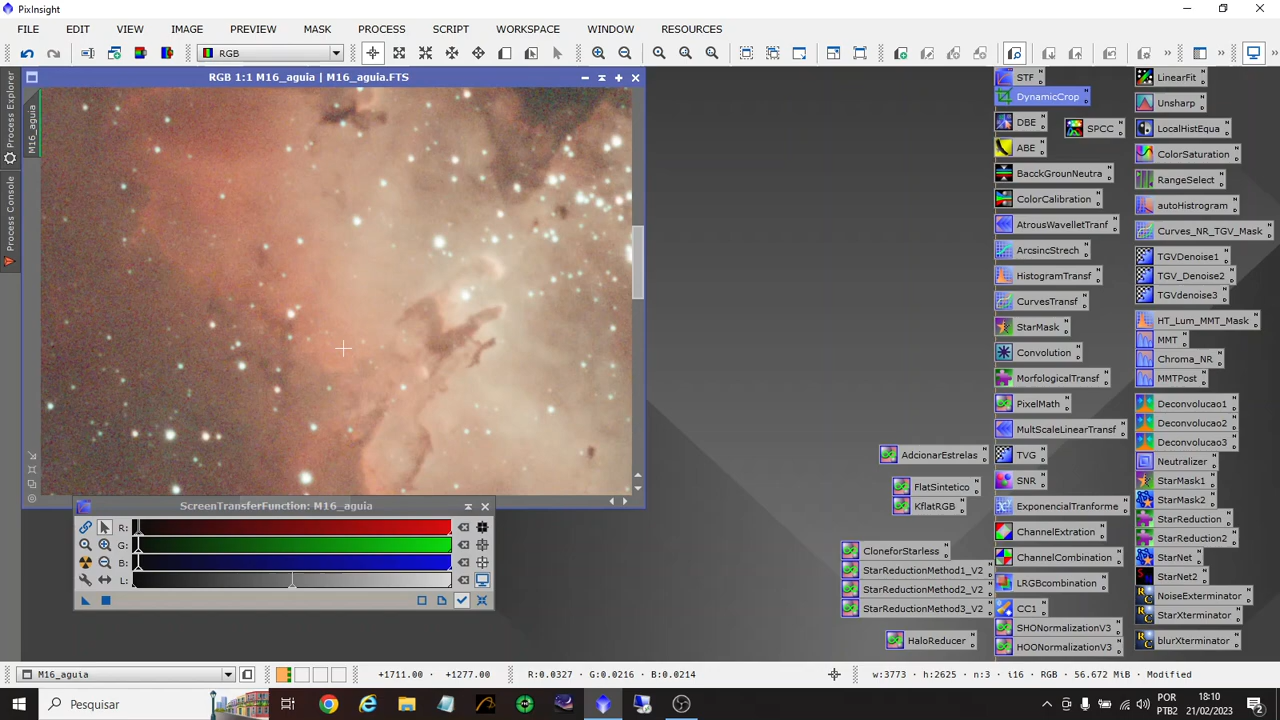 PixInsight
FILE EDIT VIEW IMAGE PROCESS PREVIEW MASK SCRIPT WORKSPACE WINDOW RESOURCES
RGB
RGB 1:1 M16_aguia | M16_aguia.FTS
Process Explorer
Process Console
M16_aguia
ScreenTransferFunction: M16_aguia
R:
G:
B:
L:
STF
DynamicCrop
DBE
SPCC
ABE
BacckGrounNeutra
ColorCalibration
AtrousWavelletTranf
ArcsincStrech
HistogramTransf
CurvesTransf
StarMask
Convolution
MorfologicalTransf
PixelMath
MultScaleLinearTransf
AdcionarEstrelas
TVG
SNR
FlatSintetico
KflatRGB
ExponencialTranforme
ChannelExtration
CloneforStarless
ChannelCombination
StarReductionMethod1_V2
LRGBcombination
StarReductionMethod2_V2
StarReductionMethod3_V2
CC1
SHONormalizationV3
HaloReducer
HOONormalizationV3
LinearFit
Unsharp
LocalHistEqua
ColorSaturation
RangeSelect
autoHistrogram
Curves_NR_TGV_Mask
TGVDenoise1
TGV_Denoise2
TGVdenoise3
HT_Lum_MMT_Mask
MMT
Chroma_NR
MMTPost
Deconvolucao1
Deconvolucao2
Deconvolucao3
Neutralizer
StarMask1
StarMask2
StarReduction
StarReduction2
StarNet
StarNet2
NoiseExterminator
StarXterminator
blurXterminator
M16_aguia +1711.00 +1277.00 R:0.0327 G:0.0216 B:0.0214 w:3773 h:2625 n:3 i16 RGB 56.672 MiB Modified
Pesquisar
POR
PTB2
18:10
21/02/2023
2